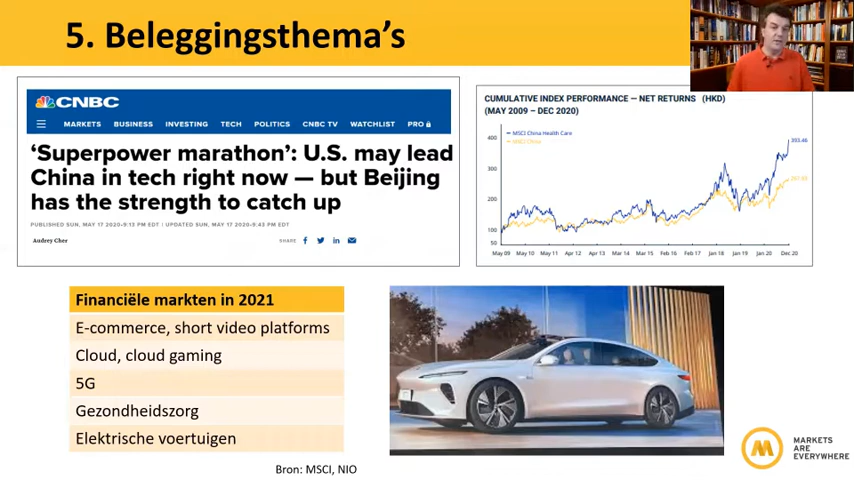 5. Beleggingsthema's
CNBC
MARKETS BUSINESS INVESTING TECH POLITICS CNBC TV WATCHLIST PRO
'Superpower marathon': U.S. may lead
China in tech right now — but Beijing
has the strength to catch up
PUBLISHED SUN, MAY 17 2020•9:13 PM EDT | UPDATED SUN, MAY 17 2020•9:43 PM EDT
Audrey Cher
SHARE
CUMULATIVE INDEX PERFORMANCE — NET RETURNS (HKD)
(MAY 2009 – DEC 2020)
MSCI China Health Care
MSCI China
400
393.46
300
200
100
50
May 09 May 10 May 11 Apr 12 Apr 13 Mar 14 Mar 15 Feb 16 Feb 17 Jan 18 Jan 19 Jan 20 Dec 20
Financiële markten in 2021
E-commerce, short video platforms
Cloud, cloud gaming
5G
Gezondheidszorg
Elektrische voertuigen
Bron: MSCI, NIO
MARKETS
ARE
EVERYWHERE